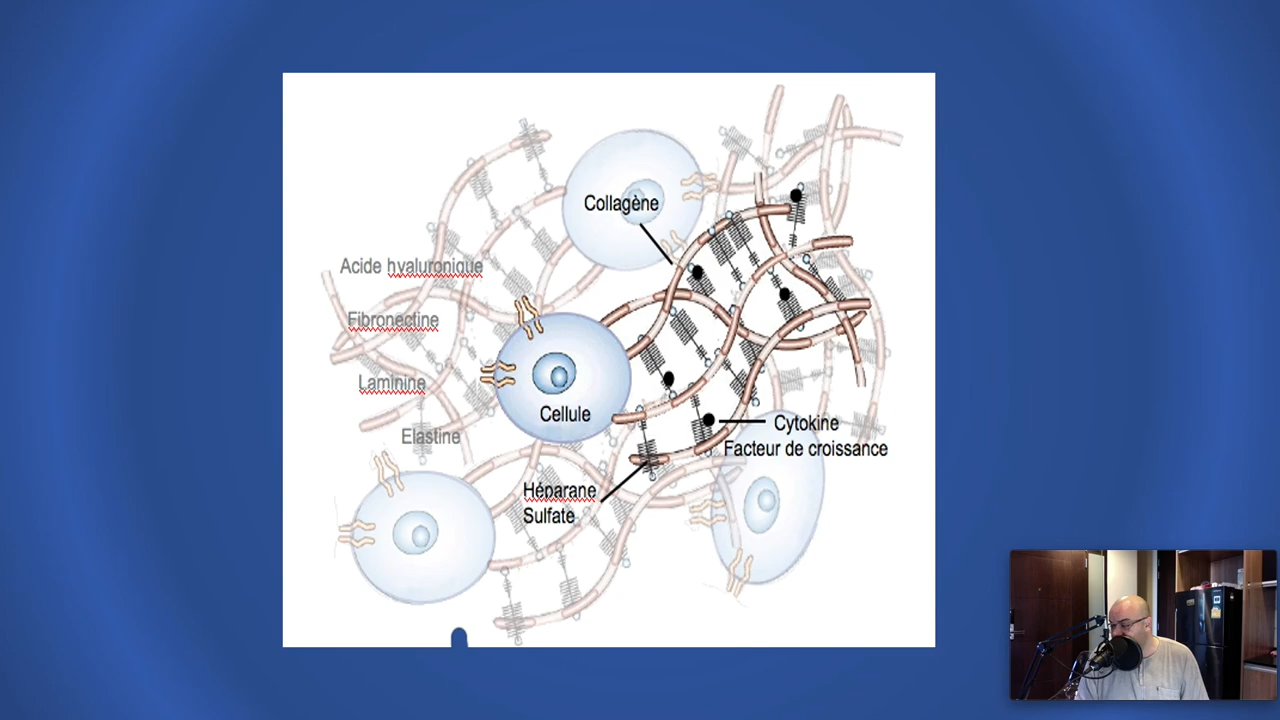 Collagène
Acide hyaluronique
Fibronectine
Laminine
Cellule
Elastine
Cytokine
Facteur de croissance
Héparane
Sulfate